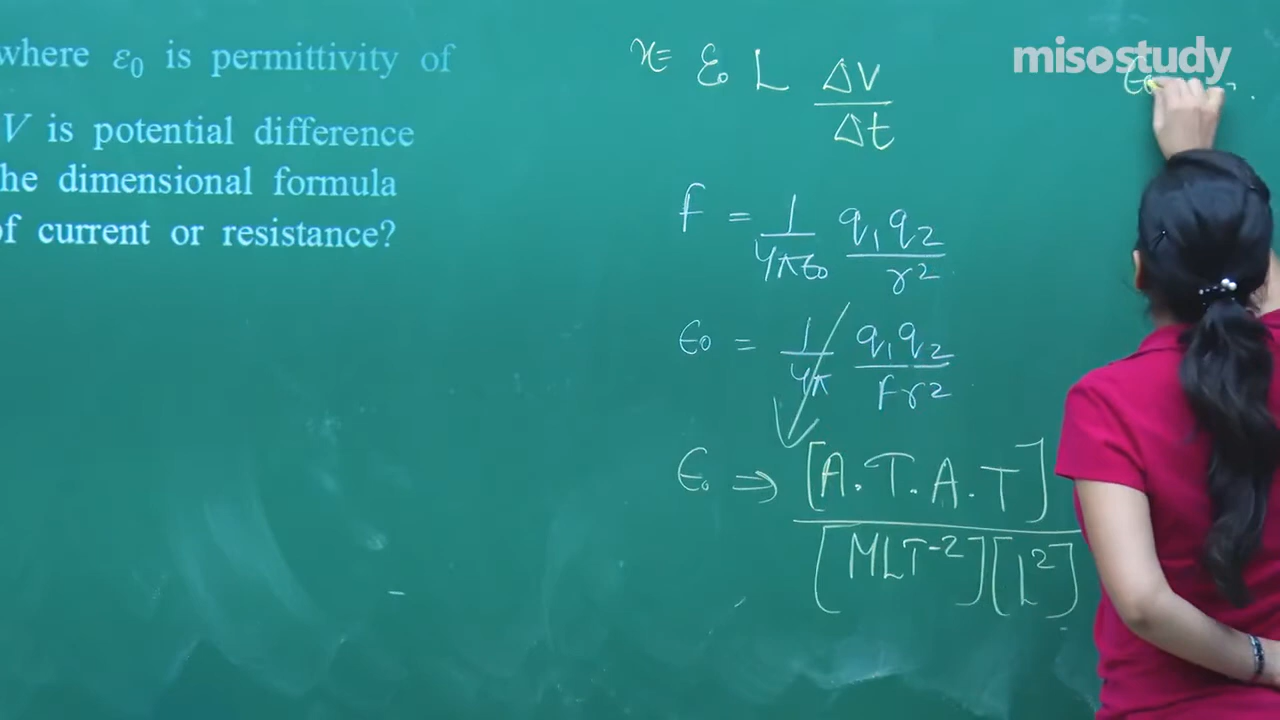 where ε₀ is permittivity of
V is potential difference
he dimensional formula
of current or resistance?
misostudy
x = ε₀ L ΔV/Δt
F = 1/4πε₀ q₁q₂/r²
ε₀ = 1/4π q₁q₂/Fr²
ε₀ ⇒ [A.T.A.T]/[MLT⁻²][L²]